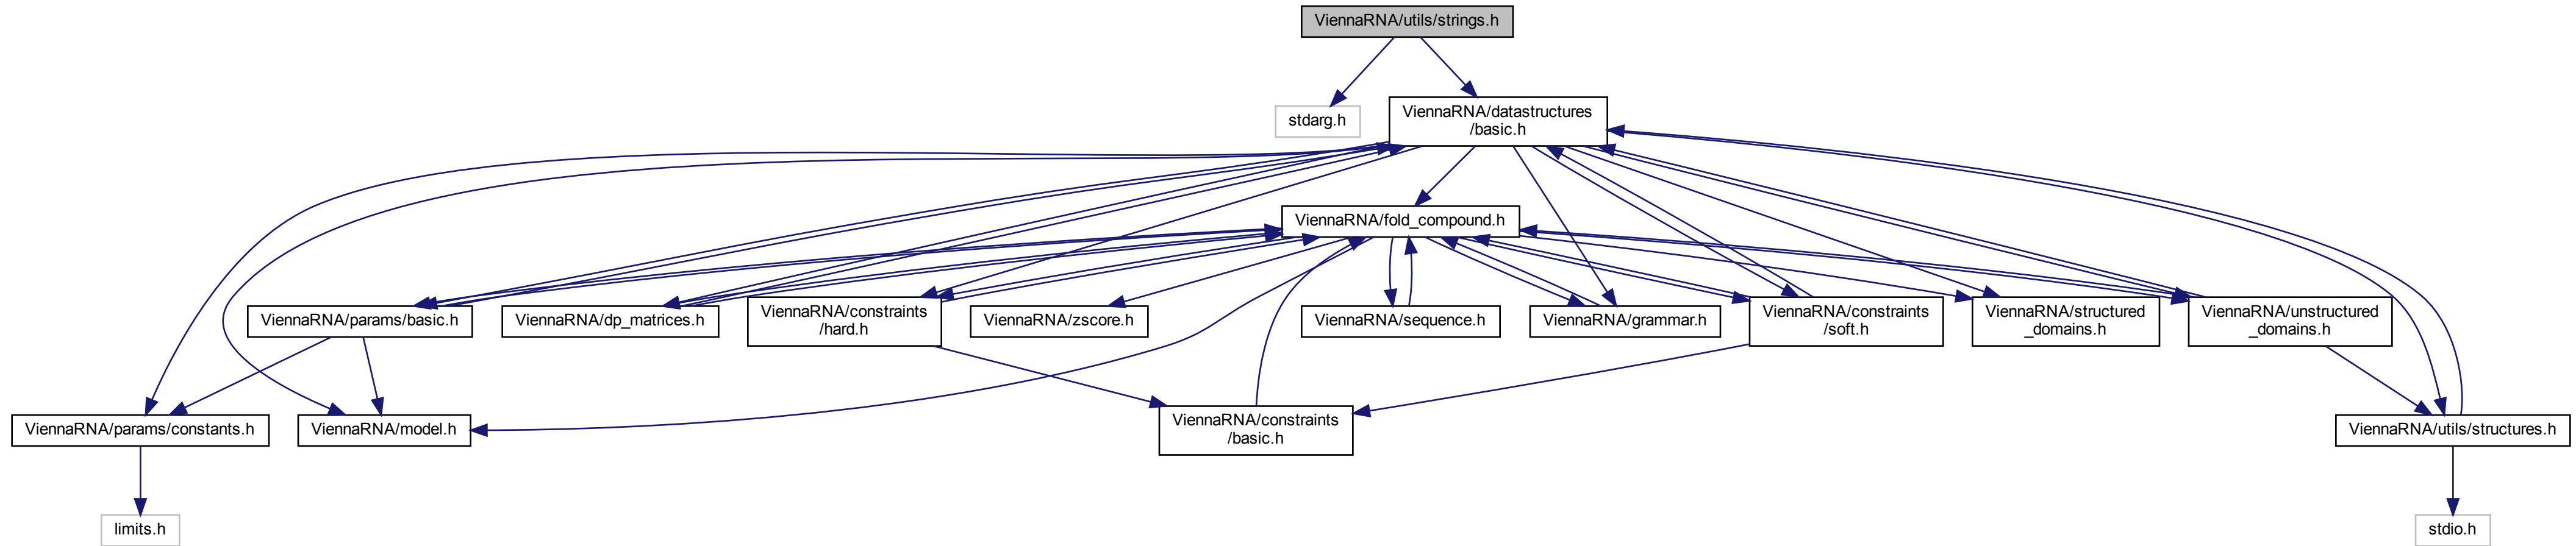 ViennaRNA/utils/strings.h
stdarg.h
ViennaRNA/datastructures
/basic.h
ViennaRNA/fold_compound.h
ViennaRNA/params/basic.h
ViennaRNA/dp_matrices.h
ViennaRNA/constraints
/hard.h
ViennaRNA/zscore.h
ViennaRNA/sequence.h
ViennaRNA/grammar.h
ViennaRNA/constraints
/soft.h
ViennaRNA/structured
_domains.h
ViennaRNA/unstructured
_domains.h
ViennaRNA/params/constants.h
ViennaRNA/model.h
ViennaRNA/constraints
/basic.h
ViennaRNA/utils/structures.h
limits.h
stdio.h